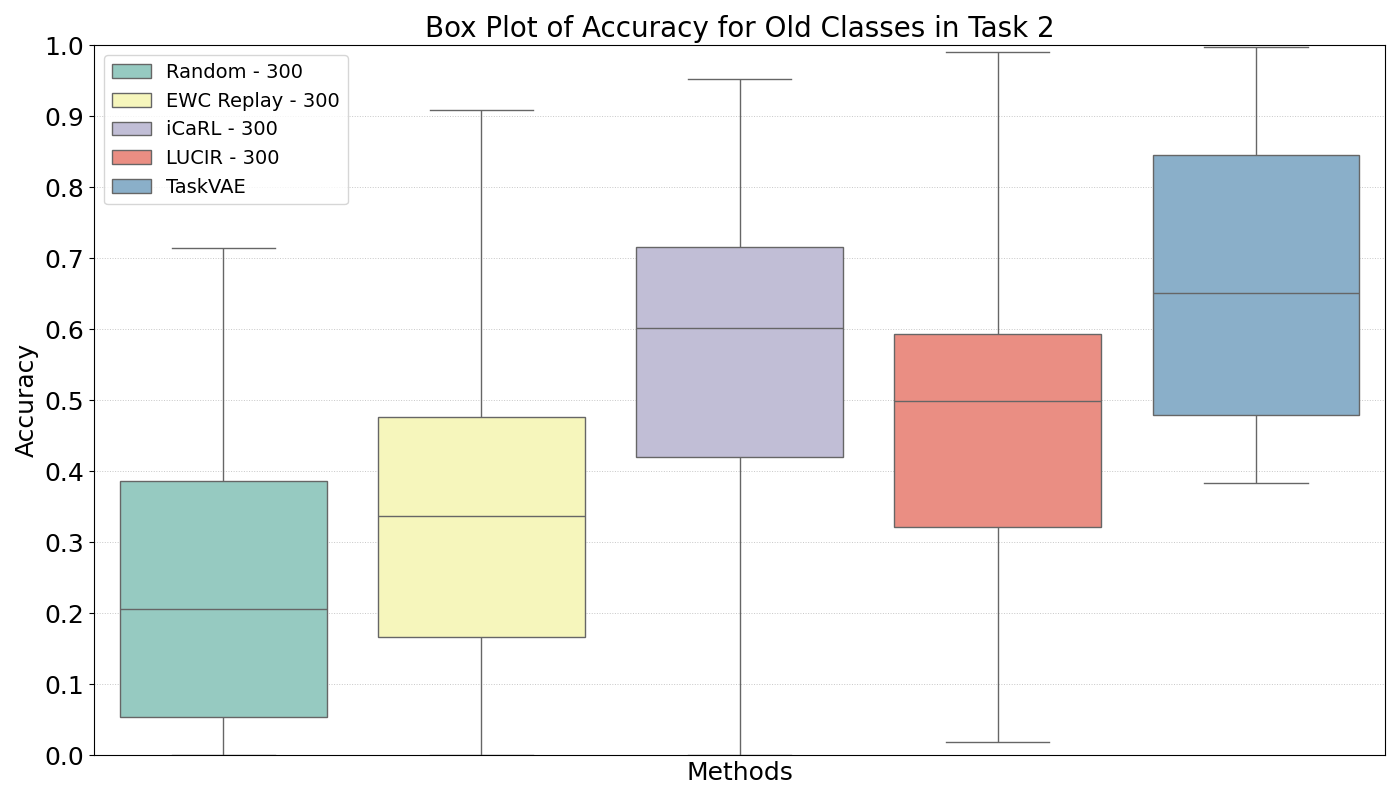 Box Plot of Accuracy for Old Classes in Task 2
1.0
0.9
0.8
0.7
0.6
0.5
0.4
0.3
0.2
0.1
0.0
Accuracy
Random - 300
EWC Replay - 300
iCaRL - 300
LUCIR - 300
TaskVAE
Methods